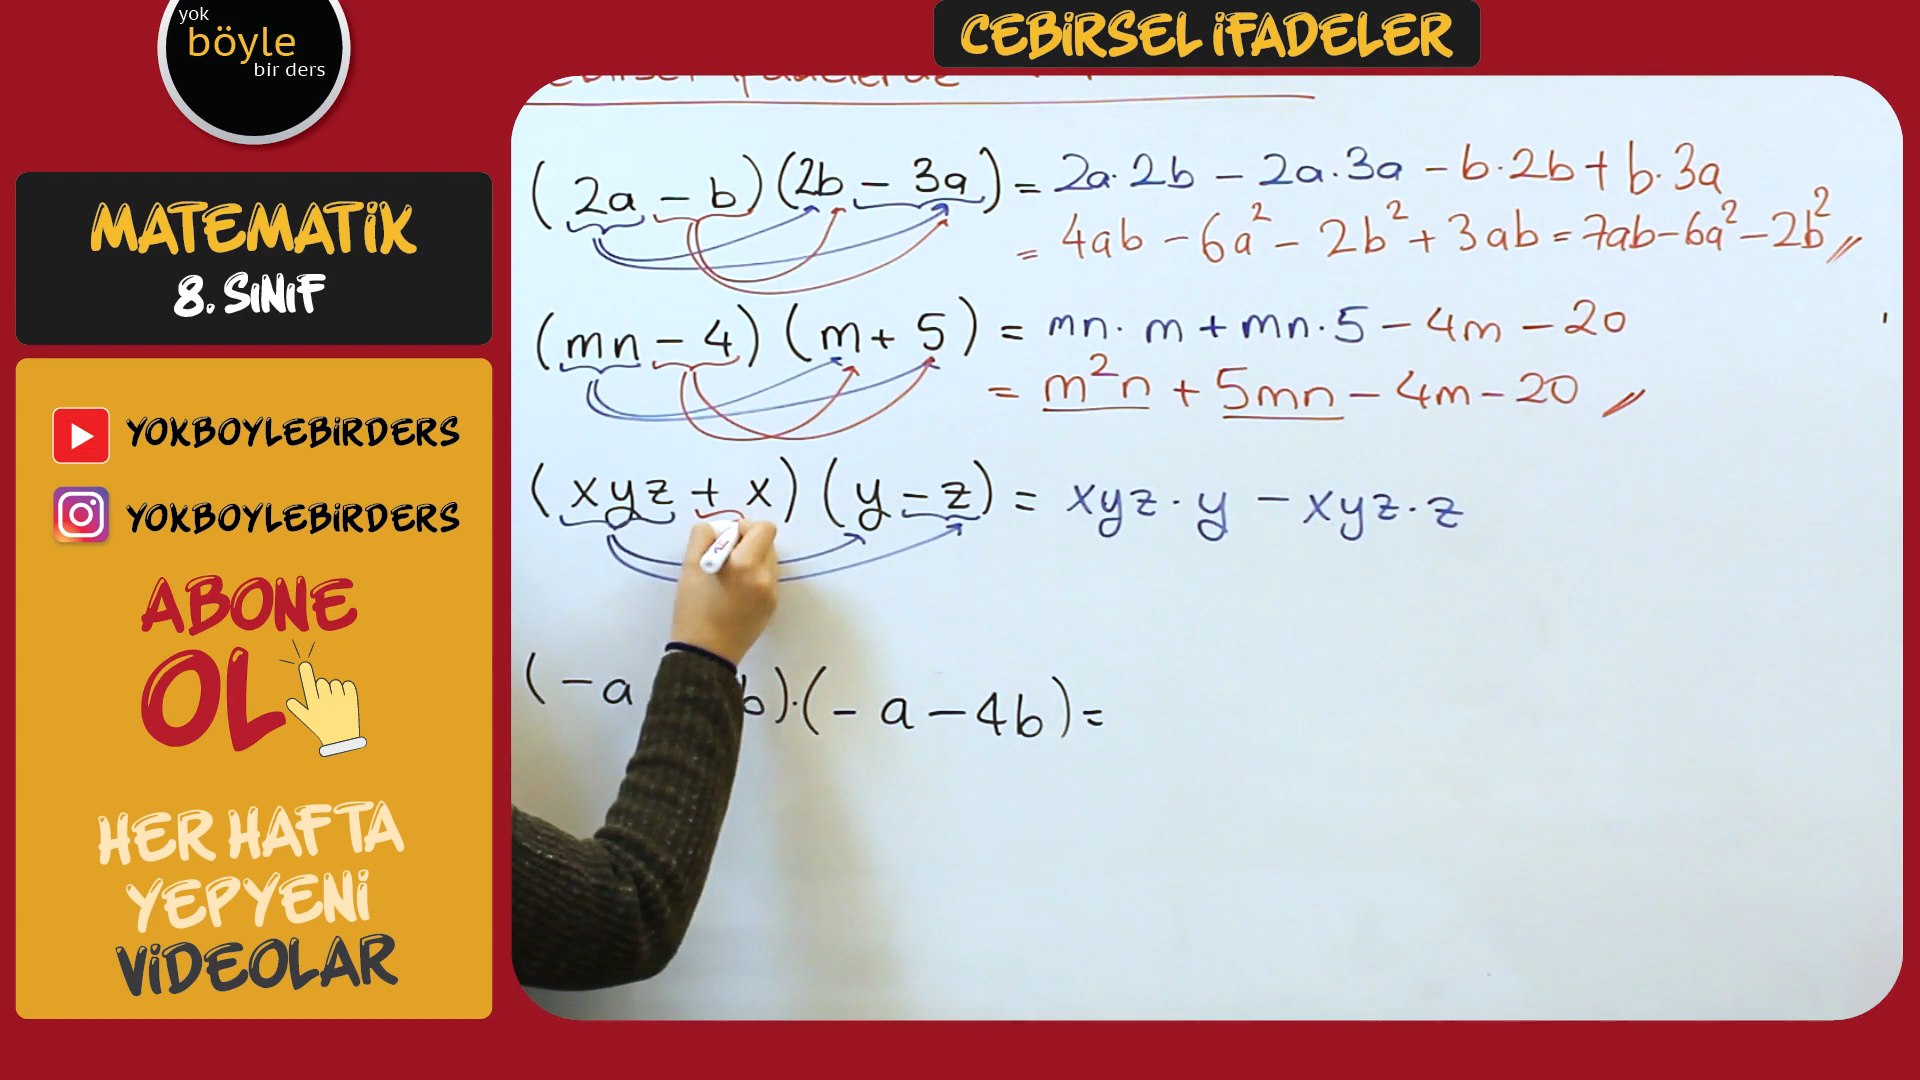 yok
böyle
bir ders
MATEMATİK
8. SINIF
YOKBOYLEBİRDERS
YOKBOYLEBİRDERS
ABONE
OL
HER HAFTA
YEPYENİ
VİDEOLAR
CEBİRSEL İFADELER
(2a - b)(2b - 3a) = 2a·2b - 2a·3a - b·2b + b·3a
= 4ab - 6a² - 2b² + 3ab = 7ab - 6a² - 2b² //
(mn - 4)(m + 5) = mn·m + mn·5 - 4m - 20
= m²n + 5mn - 4m - 20 //
(xyz + x)(y - z) = xyz·y - xyz·z
(-a b)·(-a - 4b) =